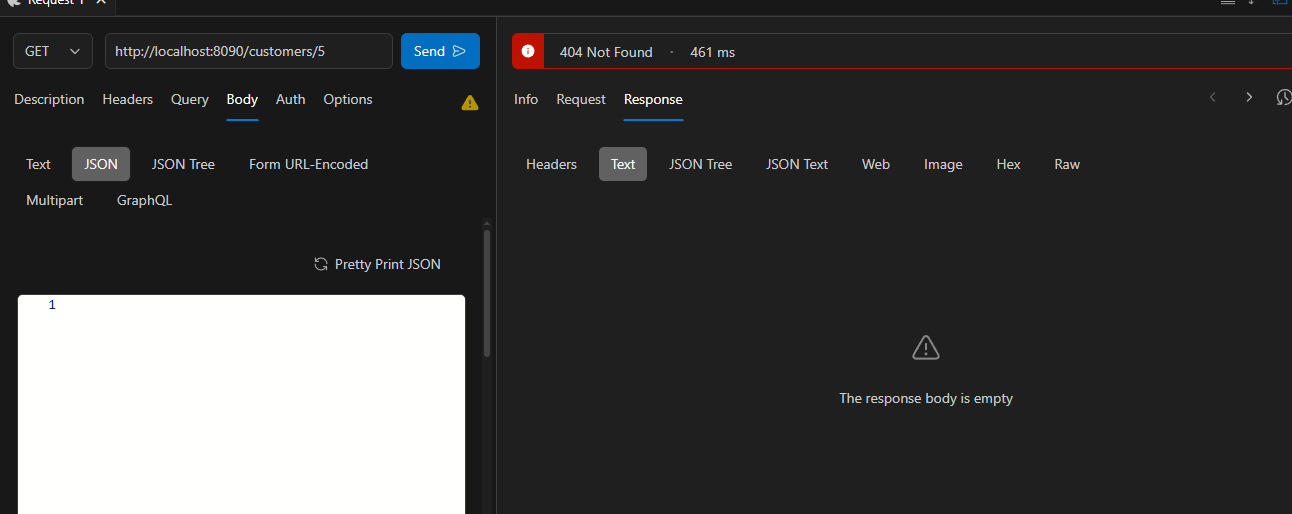 Request 1
GET http://localhost:8090/customers/5 Send
Description Headers Query Body Auth Options
Text JSON JSON Tree Form URL-Encoded
Multipart GraphQL
Pretty Print JSON
1
404 Not Found · 461 ms
Info Request Response
Headers Text JSON Tree JSON Text Web Image Hex Raw
The response body is empty